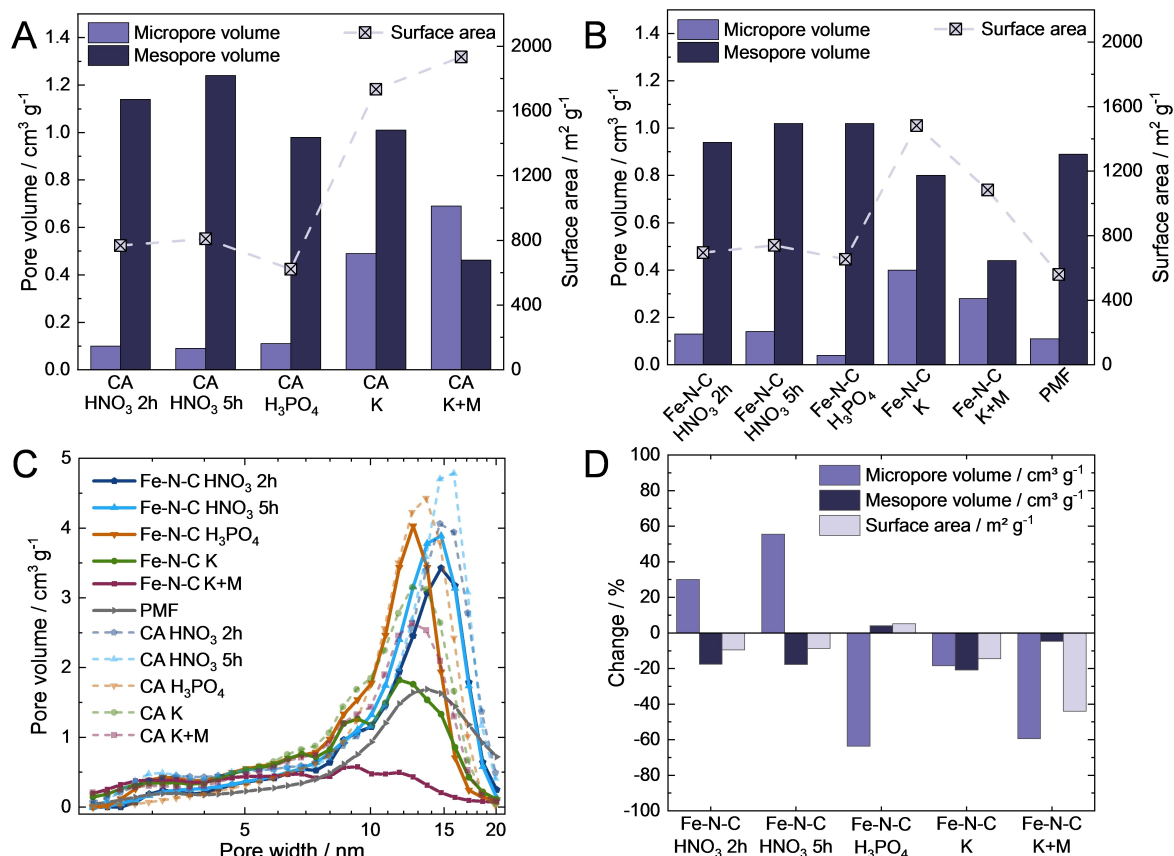 A
Micropore volume
Mesopore volume
Surface area
Pore volume / cm³ g⁻¹
1.4
1.2
1.0
0.8
0.6
0.4
0.2
0.0
2000
1600
1200
800
400
0
Surface area / m² g⁻¹
CA
HNO₃ 2h
CA
HNO₃ 5h
CA
H₃PO₄
CA
K
CA
K+M
B
Micropore volume
Mesopore volume
Surface area
Pore volume / cm³ g⁻¹
1.4
1.2
1.0
0.8
0.6
0.4
0.2
0.0
2000
1600
1200
800
400
0
Surface area / m² g⁻¹
Fe-N-C
HNO₃ 2h
Fe-N-C
HNO₃ 5h
Fe-N-C
H₃PO₄
Fe-N-C
K
Fe-N-C
K+M
PMF
C
Fe-N-C HNO₃ 2h
Fe-N-C HNO₃ 5h
Fe-N-C H₃PO₄
Fe-N-C K
Fe-N-C K+M
PMF
CA HNO₃ 2h
CA HNO₃ 5h
CA H₃PO₄
CA K
CA K+M
Pore volume / cm³ g⁻¹
5
4
3
2
1
0
5
10
15
20
Pore width / nm
D
Micropore volume / cm³ g⁻¹
Mesopore volume / cm³ g⁻¹
Surface area / m² g⁻¹
Change / %
100
80
60
40
20
0
-20
-40
-60
-80
-100
Fe-N-C
HNO₃ 2h
Fe-N-C
HNO₃ 5h
Fe-N-C
H₃PO₄
Fe-N-C
K
Fe-N-C
K+M